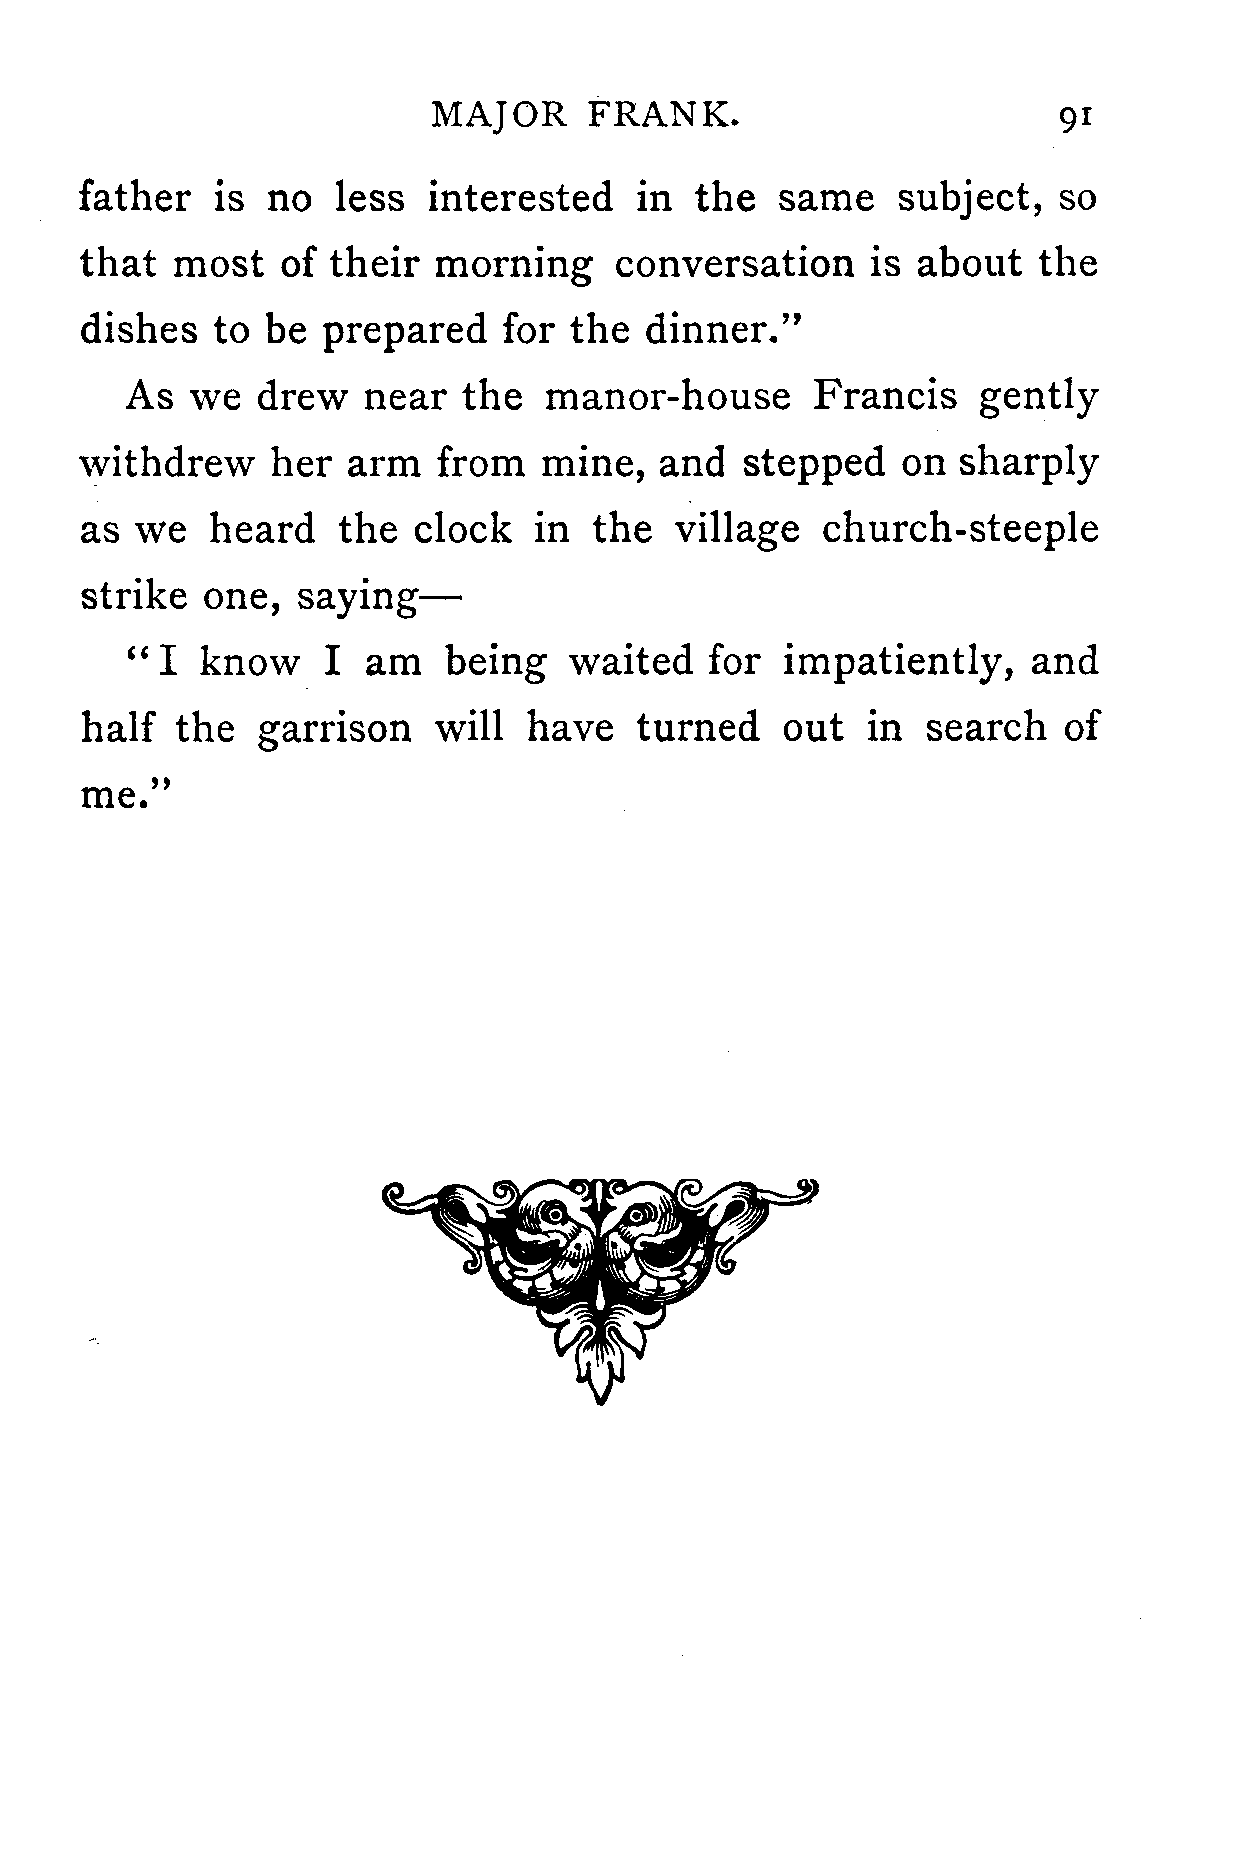 MAJOR FRANK. 91
father is no less interested in the same subject, so
that most of their morning conversation is about the
dishes to be prepared for the dinner."
As we drew near the manor-house Francis gently
withdrew her arm from mine, and stepped on sharply
as we heard the clock in the village church-steeple
strike one, saying—
"I know I am being waited for impatiently, and
half the garrison will have turned out in search of
me."